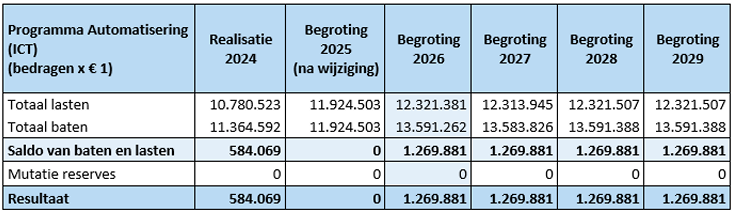 Programma Automatisering (ICT) (bedragen x € 1) Realisatie 2024 Begroting 2025 (na wijziging) Begroting 2026 Begroting 2027 Begroting 2028 Begroting 2029
Totaal lasten 10.780.523 11.924.503 12.321.381 12.313.945 12.321.507 12.321.507
Totaal baten 11.364.592 11.924.503 13.591.262 13.583.826 13.591.388 13.591.388
Saldo van baten en lasten 584.069 0 1.269.881 1.269.881 1.269.881 1.269.881
Mutatie reserves 0 0 0 0 0 0
Resultaat 584.069 0 1.269.881 1.269.881 1.269.881 1.269.881